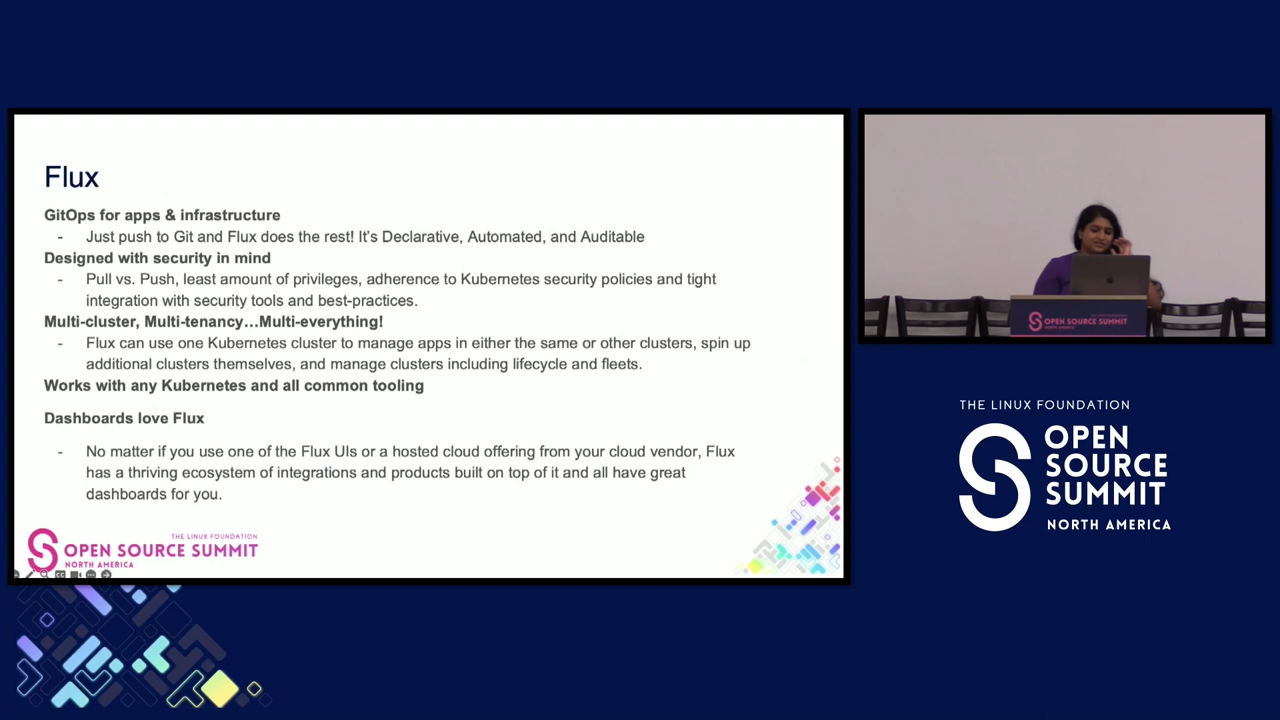 Flux
GitOps for apps & infrastructure
- Just push to Git and Flux does the rest! It's Declarative, Automated, and Auditable
Designed with security in mind
- Pull vs. Push, least amount of privileges, adherence to Kubernetes security policies and tight
integration with security tools and best-practices.
Multi-cluster, Multi-tenancy…Multi-everything!
- Flux can use one Kubernetes cluster to manage apps in either the same or other clusters, spin up
additional clusters themselves, and manage clusters including lifecycle and fleets.
Works with any Kubernetes and all common tooling
Dashboards love Flux
- No matter if you use one of the Flux UIs or a hosted cloud offering from your cloud vendor, Flux
has a thriving ecosystem of integrations and products built on top of it and all have great
dashboards for you.
THE LINUX FOUNDATION
OPEN SOURCE SUMMIT
NORTH AMERICA
OPEN SOURCE SUMMIT
NORTH AMERICA
THE LINUX FOUNDATION
OPEN
SOURCE
SUMMIT
NORTH AMERICA